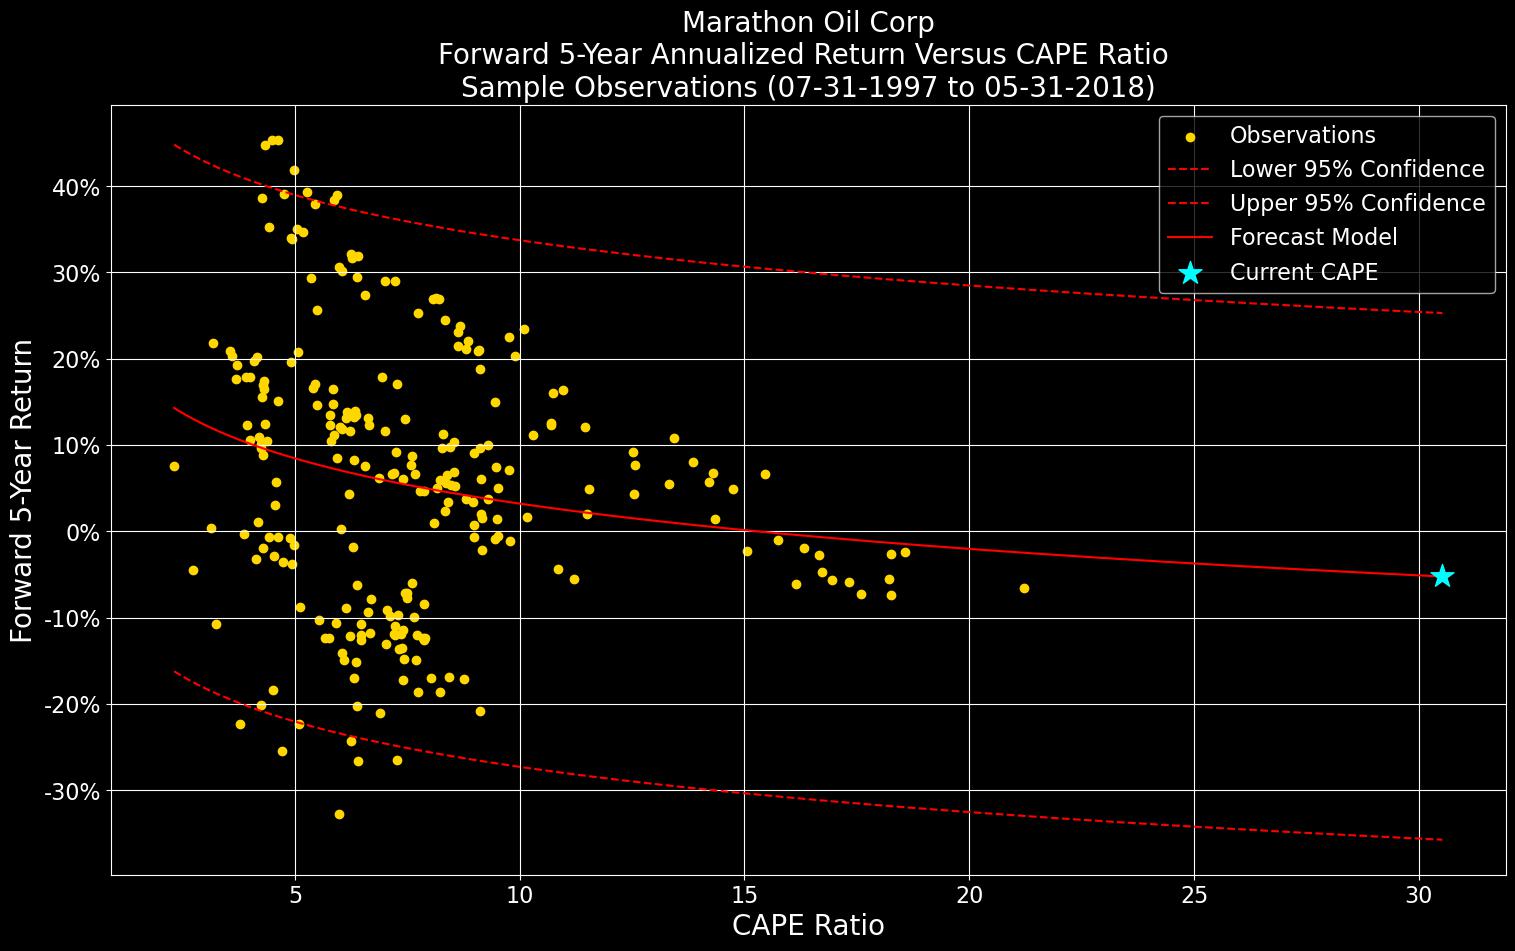 Marathon Oil Corp
Forward 5-Year Annualized Return Versus CAPE Ratio
Sample Observations (07-31-1997 to 05-31-2018)
Observations
Lower 95% Confidence
Upper 95% Confidence
Forecast Model
Current CAPE
Forward 5-Year Return
40%
30%
20%
10%
0%
-10%
-20%
-30%
5
10
15
20
25
30
CAPE Ratio